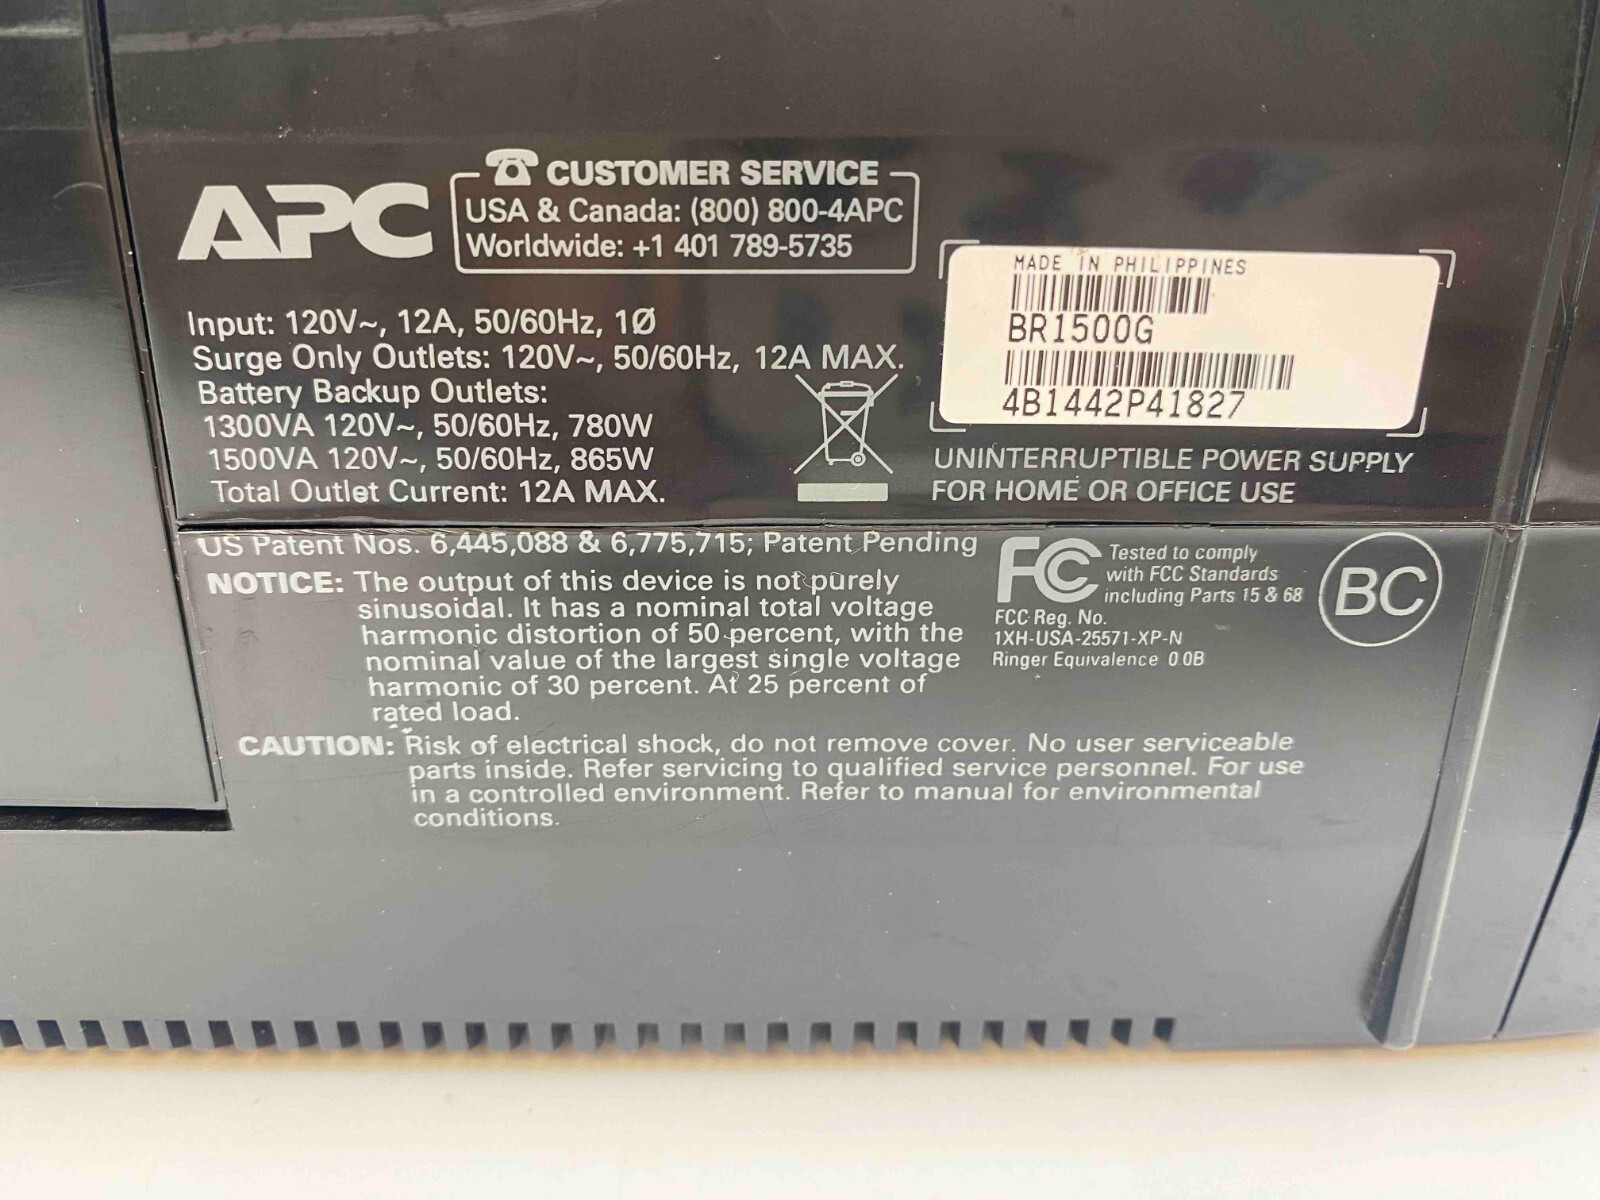 APC
CUSTOMER SERVICE
USA & Canada: (800) 800-4APC
Worldwide: +1 401 789-5735
Input: 120V~, 12A, 50/60Hz, 1Ø
Surge Only Outlets: 120V~, 50/60Hz, 12A MAX.
Battery Backup Outlets:
1300VA 120V~, 50/60Hz, 780W
1500VA 120V~, 50/60Hz, 865W
Total Outlet Current: 12A MAX.
MADE IN PHILIPPINES
BR1500G
4B1442P41827
UNINTERRUPTIBLE POWER SUPPLY
FOR HOME OR OFFICE USE
US Patent Nos. 6,445,088 & 6,775,715; Patent Pending
NOTICE: The output of this device is not purely
sinusoidal. It has a nominal total voltage
harmonic distortion of 50 percent, with the
nominal value of the largest single voltage
harmonic of 30 percent. At 25 percent of
rated load.
FC
Tested to comply
with FCC Standards
including Parts 15 & 68
FCC Reg. No.
1XH-USA-25571-XP-N
Ringer Equivalence 0.0B
BC
CAUTION: Risk of electrical shock, do not remove cover. No user serviceable
parts inside. Refer servicing to qualified service personnel. For use
in a controlled environment. Refer to manual for environmental
conditions.